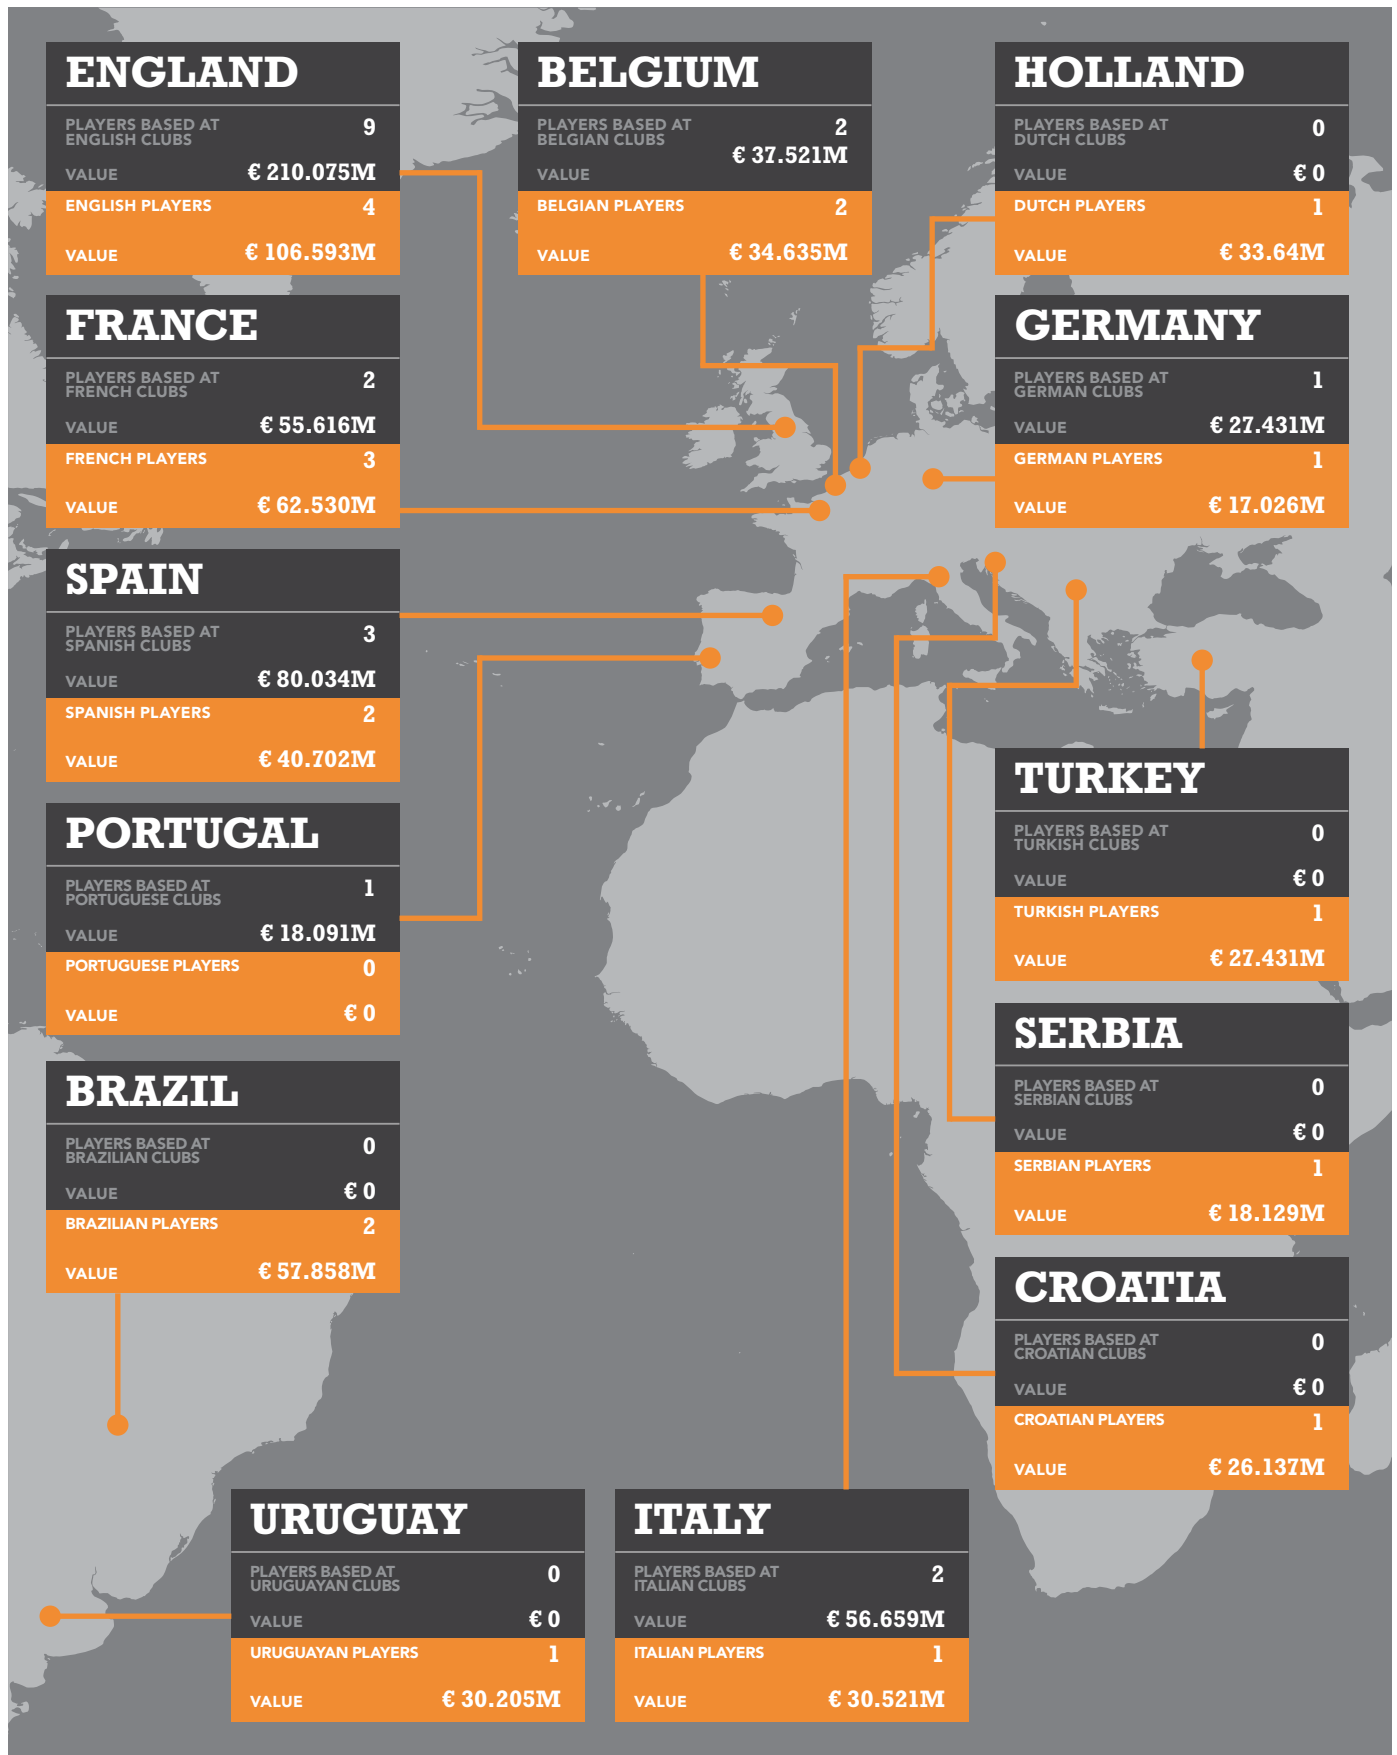 ENGLAND
PLAYERS BASED AT
ENGLISH CLUBS
9
VALUE
€ 210.075M
ENGLISH PLAYERS
4
VALUE
€ 106.593M
BELGIUM
PLAYERS BASED AT
BELGIAN CLUBS
2
€ 37.521M
VALUE
BELGIAN PLAYERS
2
VALUE
€ 34.635M
HOLLAND
PLAYERS BASED AT
DUTCH CLUBS
0
VALUE
€ 0
DUTCH PLAYERS
1
VALUE
€ 33.64M
FRANCE
PLAYERS BASED AT
FRENCH CLUBS
2
VALUE
€ 55.616M
FRENCH PLAYERS
3
VALUE
€ 62.530M
GERMANY
PLAYERS BASED AT
GERMAN CLUBS
1
VALUE
€ 27.431M
GERMAN PLAYERS
1
VALUE
€ 17.026M
SPAIN
PLAYERS BASED AT
SPANISH CLUBS
3
VALUE
€ 80.034M
SPANISH PLAYERS
2
VALUE
€ 40.702M
PORTUGAL
PLAYERS BASED AT
PORTUGUESE CLUBS
1
VALUE
€ 18.091M
PORTUGUESE PLAYERS
0
VALUE
€ 0
TURKEY
PLAYERS BASED AT
TURKISH CLUBS
0
VALUE
€ 0
TURKISH PLAYERS
1
VALUE
€ 27.431M
BRAZIL
PLAYERS BASED AT
BRAZILIAN CLUBS
0
VALUE
€ 0
BRAZILIAN PLAYERS
2
VALUE
€ 57.858M
SERBIA
PLAYERS BASED AT
SERBIAN CLUBS
0
VALUE
€ 0
SERBIAN PLAYERS
1
VALUE
€ 18.129M
CROATIA
PLAYERS BASED AT
CROATIAN CLUBS
0
VALUE
€ 0
CROATIAN PLAYERS
1
VALUE
€ 26.137M
URUGUAY
PLAYERS BASED AT
URUGUAYAN CLUBS
0
VALUE
€ 0
URUGUAYAN PLAYERS
1
VALUE
€ 30.205M
ITALY
PLAYERS BASED AT
ITALIAN CLUBS
2
VALUE
€ 56.659M
ITALIAN PLAYERS
1
VALUE
€ 30.521M